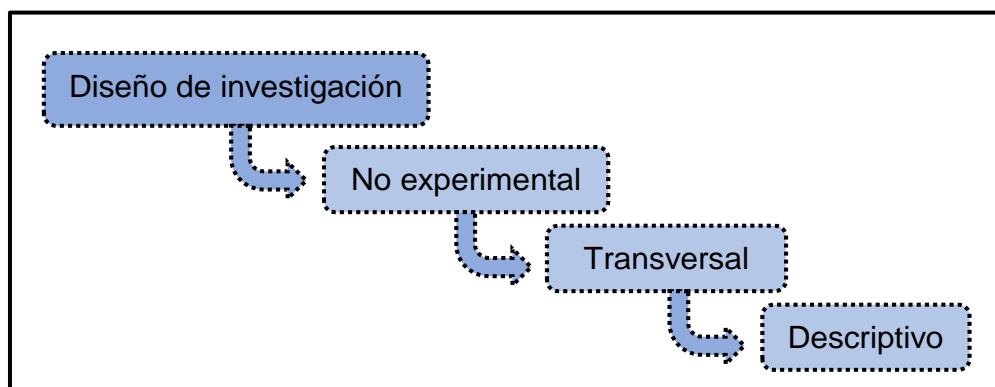 Diseño de investigación
No experimental
Transversal
Descriptivo